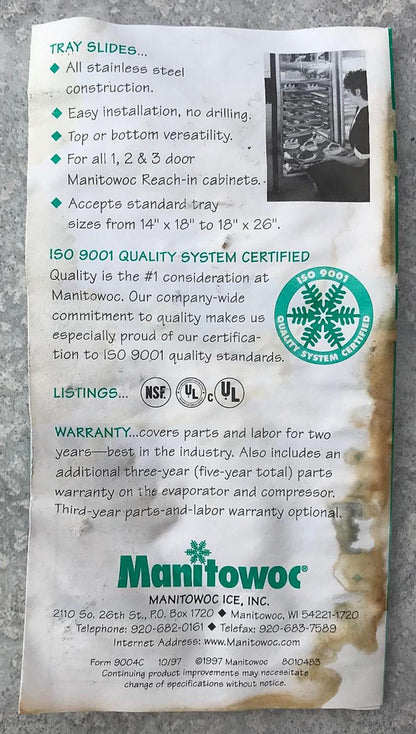 TRAY SLIDES...
◆ All stainless steel
construction.
◆ Easy installation, no drilling.
◆ Top or bottom versatility.
◆ For all 1, 2 & 3 door
Manitowoc Reach-in cabinets.
◆ Accepts standard tray
sizes from 14" x 18" to 18" x 26".
ISO 9001 QUALITY SYSTEM CERTIFIED
Quality is the #1 consideration at
Manitowoc. Our company-wide
commitment to quality makes us
especially proud of our certifica-
tion to ISO 9001 quality standards.
ISO 9001
QUALITY SYSTEM CERTIFIED
LISTINGS... NSF UL c UL
WARRANTY...covers parts and labor for two
years—best in the industry. Also includes an
additional three-year (five-year total) parts
warranty on the evaporator and compressor.
Third-year-parts-and-labor warranty optional.
Manitowoc®
MANITOWOC ICE, INC.
2110 So. 26th St., P.O. Box 1720 ◆ Manitowoc, WI 54221-1720
Telephone: 920-682-0161 ◆ Telefax: 920-683-7589
Internet Address: www.Manitowoc.com
Form 9004C 10/97 ©1997 Manitowoc 8010483
Continuing product improvements may necessitate
change of specifications without notice.